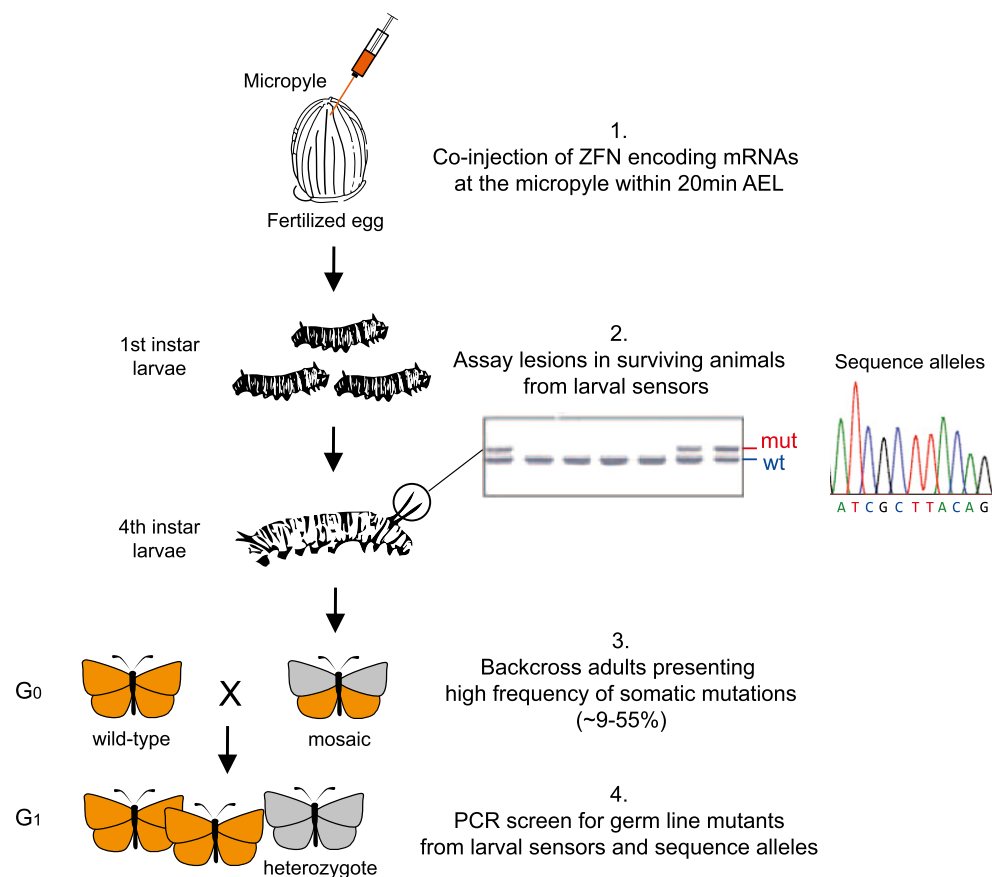 Micropyle
1.
Co-injection of ZFN encoding mRNAs
at the micropyle within 20min AEL
Fertilized egg
1st instar
larvae
2.
Assay lesions in surviving animals
from larval sensors
Sequence alleles
mut
wt
A T C G C T T A C A G
4th instar
larvae
3.
Backcross adults presenting
high frequency of somatic mutations
(~9-55%)
G0
X
wild-type
mosaic
G1
4.
PCR screen for germ line mutants
from larval sensors and sequence alleles
heterozygote